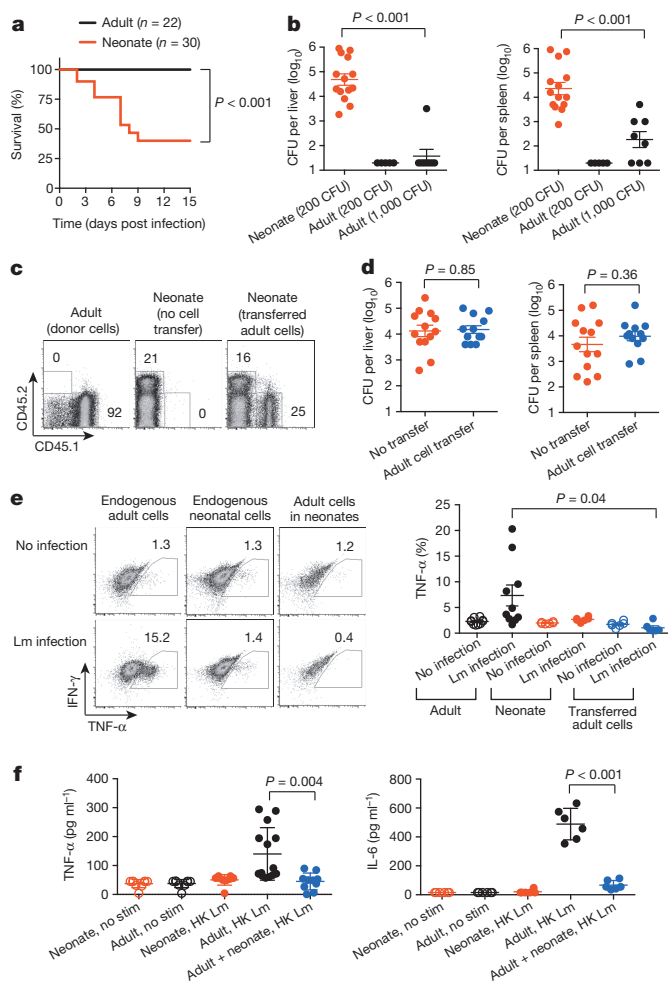 a
Adult (n = 22)
Neonate (n = 30)
100
75
50
25
0
Survival (%)
P < 0.001
0 3 6 9 12 15
Time (days post infection)
b
P < 0.001
CFU per liver (log10)
6
5
4
3
2
1
Neonate (200 CFU)
Adult (200 CFU)
Adult (1,000 CFU)
P < 0.001
CFU per spleen (log10)
6
5
4
3
2
1
Neonate (200 CFU)
Adult (200 CFU)
Adult (1,000 CFU)
c
Adult
(donor cells)
Neonate
(no cell
transfer)
Neonate
(transferred
adult cells)
0
92
21
0
16
25
CD45.2
CD45.1
d
P = 0.85
CFU per liver (log10)
6
5
4
3
2
1
No transfer
Adult cell transfer
P = 0.36
CFU per spleen (log10)
6
5
4
3
2
1
No transfer
Adult cell transfer
e
Endogenous
adult cells
Endogenous
neonatal cells
Adult cells
in neonates
No infection
1.3
1.3
1.2
Lm infection
15.2
1.4
0.4
IFN-γ
TNF-α
P = 0.04
TNF-α (%)
25
20
15
10
5
0
No infection
Lm infection
No infection
Lm infection
No infection
Lm infection
Adult
Neonate
Transferred
adult cells
f
P = 0.004
TNF-α (pg ml−1)
400
300
200
100
0
Neonate, no stim
Adult, no stim
Neonate, HK Lm
Adult, HK Lm
Adult + neonate, HK Lm
P < 0.001
IL-6 (pg ml−1)
800
600
400
200
0
Neonate, no stim
Adult, no stim
Neonate, HK Lm
Adult, HK Lm
Adult + neonate, HK Lm